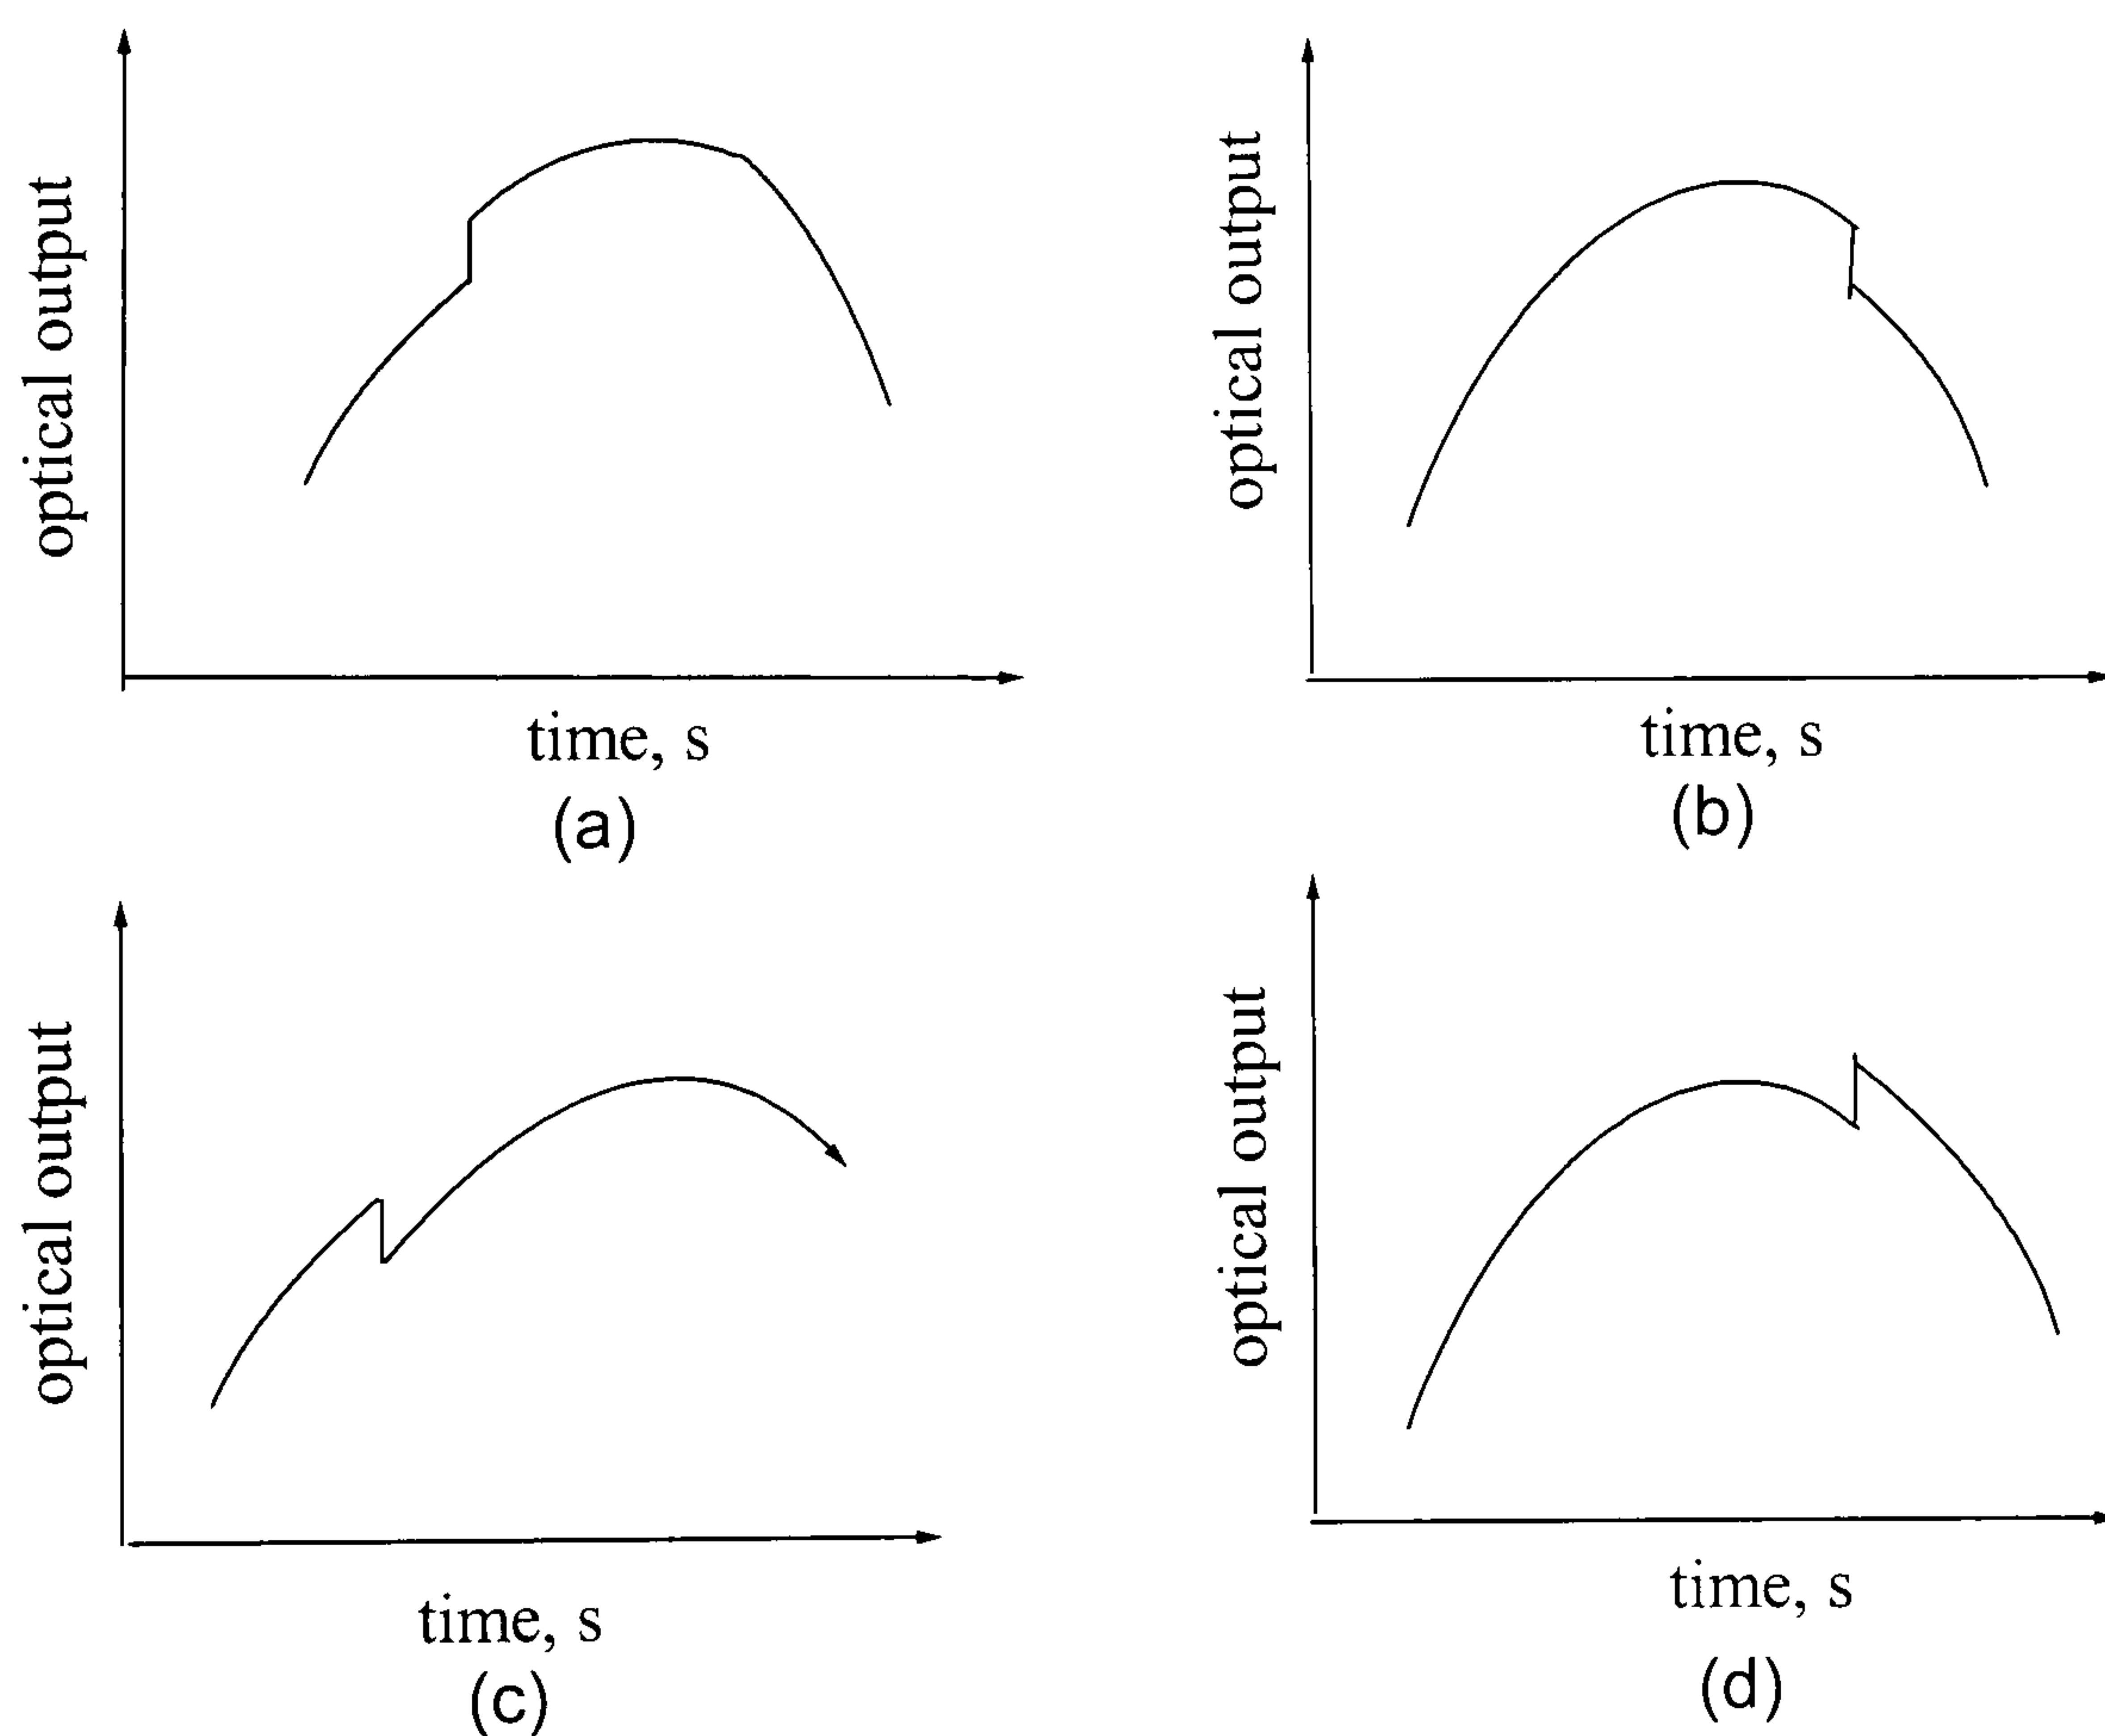 optical output
time, s
(a)
optical output
time, s
(b)
optical output
time, s
(c)
optical output
time, s
(d)